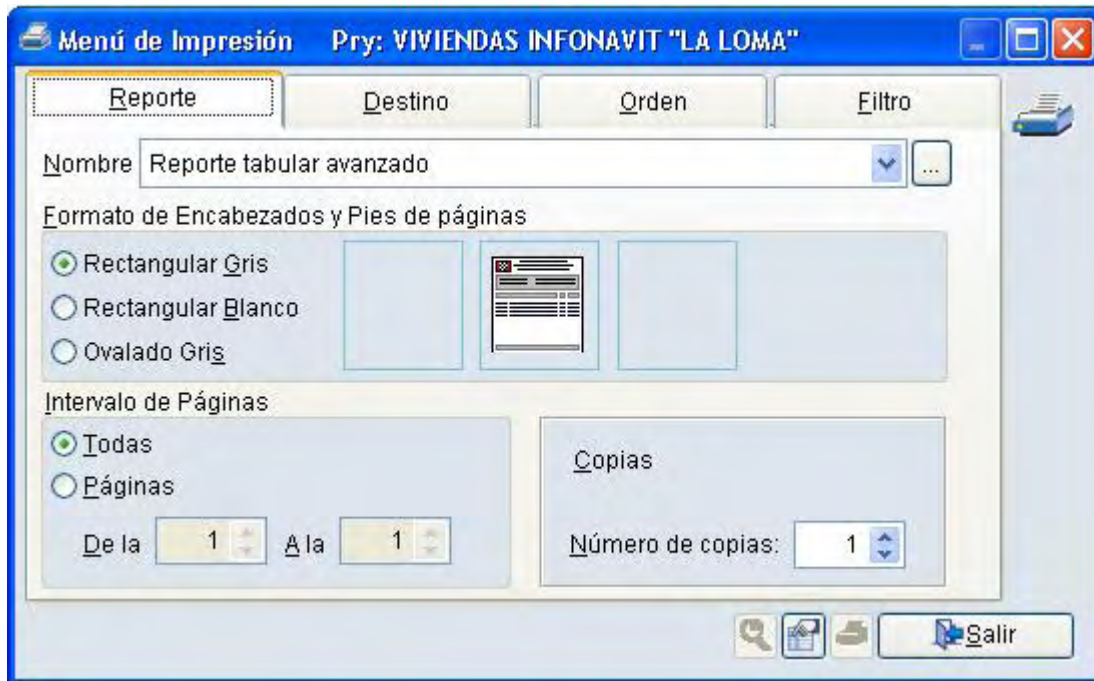 Menú de Impresión Pry: VIVIENDAS INFONAVIT "LA LOMA"
Reporte Destino Orden Filtro
Nombre Reporte tabular avanzado ...
Formato de Encabezados y Pies de páginas
Rectangular Gris
Rectangular Blanco
Ovalado Gris
Intervalo de Páginas
Todas
Páginas
De la 1 A la 1
Copias
Número de copias: 1
Salir